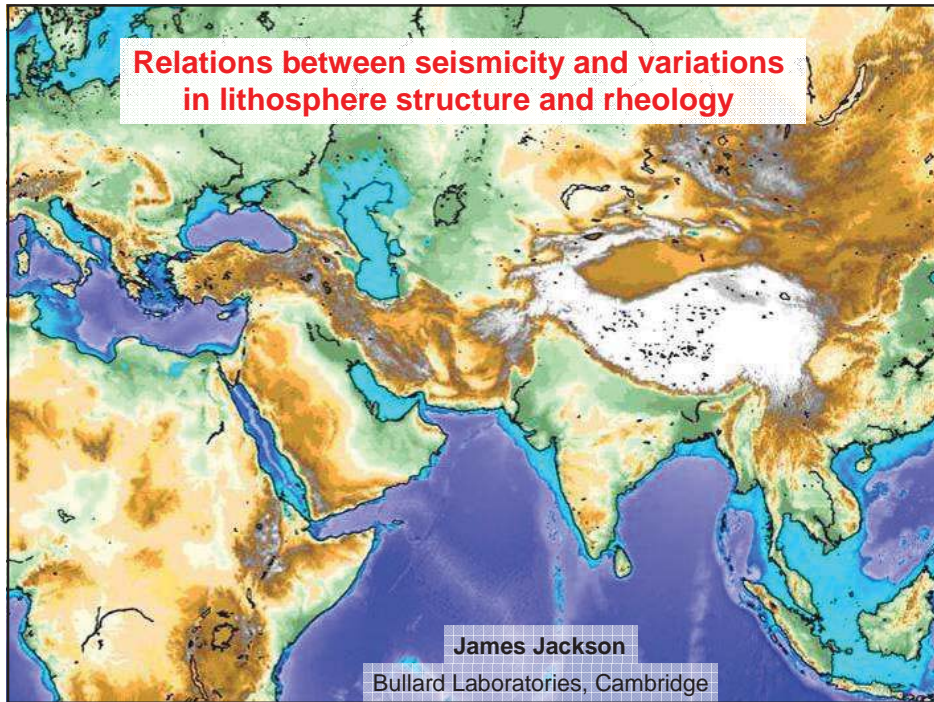 Relations between seismicity and variations
in lithosphere structure and rheology
James Jackson
Bullard Laboratories, Cambridge